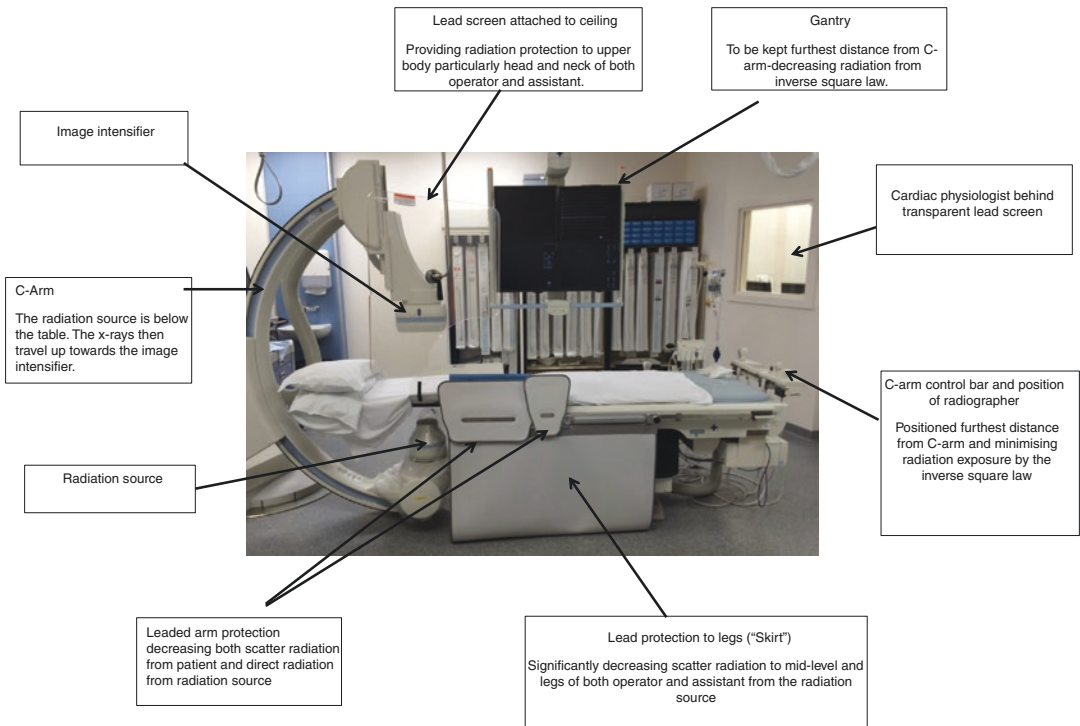 Lead screen attached to ceiling
Providing radiation protection to upper
body particularly head and neck of both
operator and assistant.
Gantry
To be kept furthest distance from C-
arm-decreasing radiation from
inverse square law.
Image intensifier
Cardiac physiologist behind
transparent lead screen
C-Arm
The radiation source is below
the table. The x-rays then
travel up towards the image
intensifier.
C-arm control bar and position
of radiographer
Positioned furthest distance
from C-arm and minimising
radiation exposure by the
inverse square law
Radiation source
Leaded arm protection
decreasing both scatter radiation
from patient and direct radiation
from radiation source
Lead protection to legs (“Skirt”)
Significantly decreasing scatter radiation to mid-level and
legs of both operator and assistant from the radiation
source